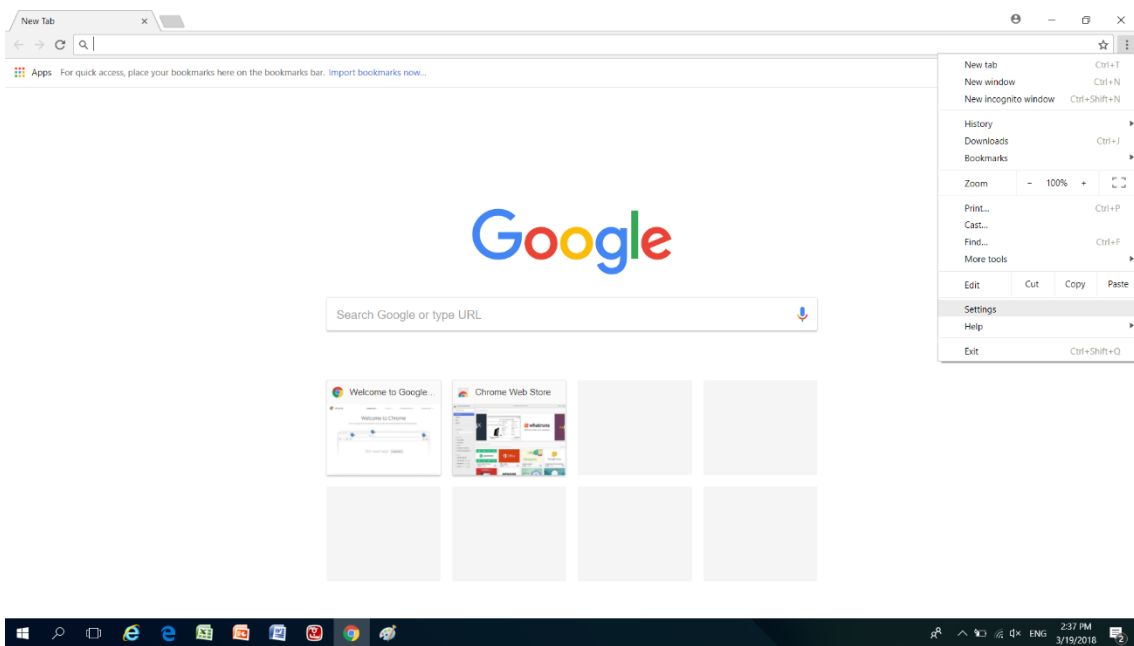 New Tab
Apps For quick access, place your bookmarks here on the bookmarks bar. Import bookmarks now...
New tab Ctrl+T
New window Ctrl+N
New incognito window Ctrl+Shift+N
History
Downloads Ctrl+J
Bookmarks
Zoom - 100% +
Print... Ctrl+P
Cast...
Find... Ctrl+F
More tools
Edit Cut Copy Paste
Settings
Help
Exit Ctrl+Shift+Q
Google
Search Google or type URL
Welcome to Google... Chrome Web Store
Welcome to Chrome
ENG 2:37 PM
3/19/2018